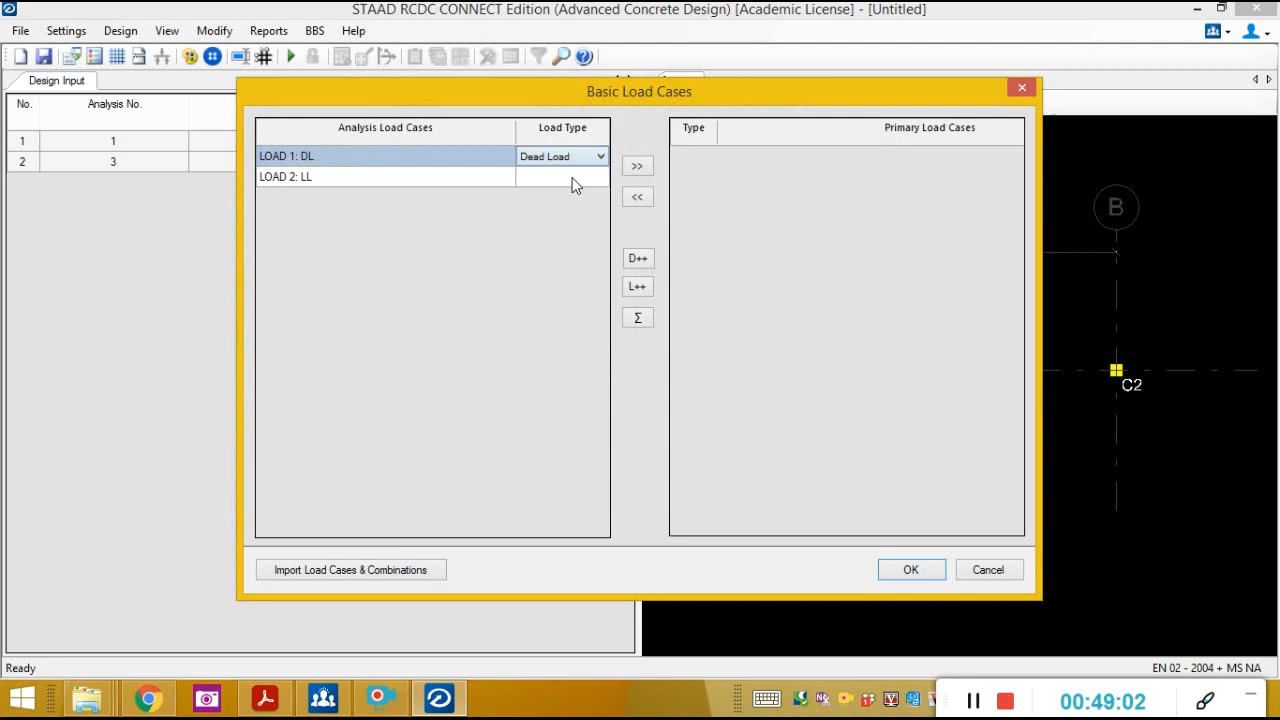 STAAD RCDC CONNECT Edition (Advanced Concrete Design) [Academic License] - [Untitled]
File Settings Design View Modify Reports BBS Help
Design Input
No. Analysis No.
1 1
2 3
Basic Load Cases
Analysis Load Cases Load Type
LOAD 1: DL Dead Load
LOAD 2: LL
>>
<<
D++
L++
Σ
Type Primary Load Cases
Import Load Cases & Combinations OK Cancel
B
C2
Ready EN 02 - 2004 + MS NA
00:49:02